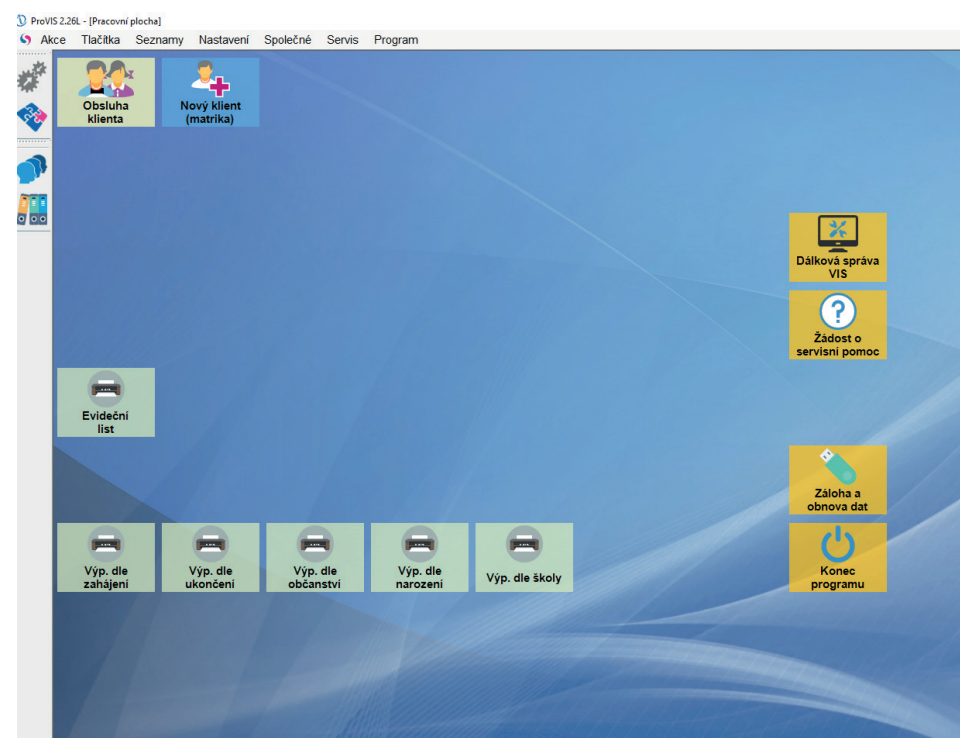 ProVIS 2.26L - [Pracovní plocha]
Akce Tlačítka Seznamy Nastavení Společné Servis Program
Obsluha
klienta
Nový klient
(matrika)
Dálková správa
VIS
Žádost o
servisní pomoc
Evideční
list
Záloha a
obnova dat
Výp. dle
zahájení
Výp. dle
ukončení
Výp. dle
občanství
Výp. dle
narození
Výp. dle školy
Konec
programu